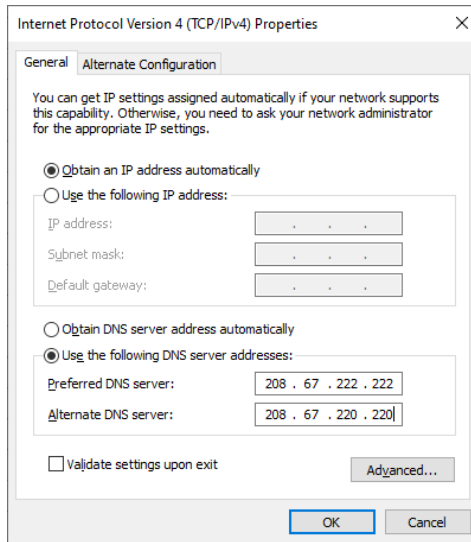 Internet Protocol Version 4 (TCP/IPv4) Properties
General
Alternate Configuration
You can get IP settings assigned automatically if your network supports
this capability. Otherwise, you need to ask your network administrator
for the appropriate IP settings.
Obtain an IP address automatically
Use the following IP address:
IP address: . . .
Subnet mask: . . .
Default gateway: . . .
Obtain DNS server address automatically
Use the following DNS server addresses:
Preferred DNS server: 208 . 67 . 222 . 222
Alternate DNS server: 208 . 67 . 220 . 220
Validate settings upon exit
Advanced...
OK Cancel